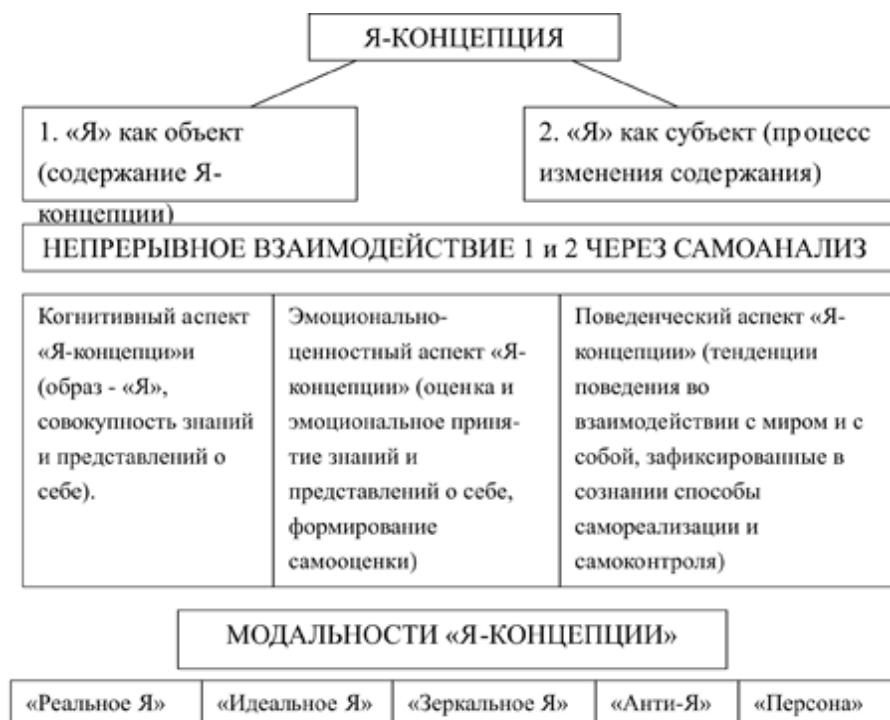 Я-КОНЦЕПЦИЯ
1. «Я» как объект
(содержание Я-
концепции)
2. «Я» как субъект (процесс
изменения содержания)
НЕПРЕРЫВНОЕ ВЗАИМОДЕЙСТВИЕ 1 и 2 ЧЕРЕЗ САМОАНАЛИЗ
Когнитивный аспект
«Я-концепци»и
(образ - «Я»,
совокупность знаний
и представлений о
себе).
Эмоционально-
ценностный аспект «Я-
концепции» (оценка и
эмоциональное приня-
тие знаний и
представлений о себе,
формирование
самооценки)
Поведенческий аспект «Я-
концепции» (тенденции
поведения во
взаимодействии с миром и с
собой, зафиксированные в
сознании способы
самореализации и
самоконтроля)
МОДАЛЬНОСТИ «Я-КОНЦЕПЦИИ»
«Реальное Я»
«Идеальное Я»
«Зеркальное Я»
«Анти-Я»
«Персона»